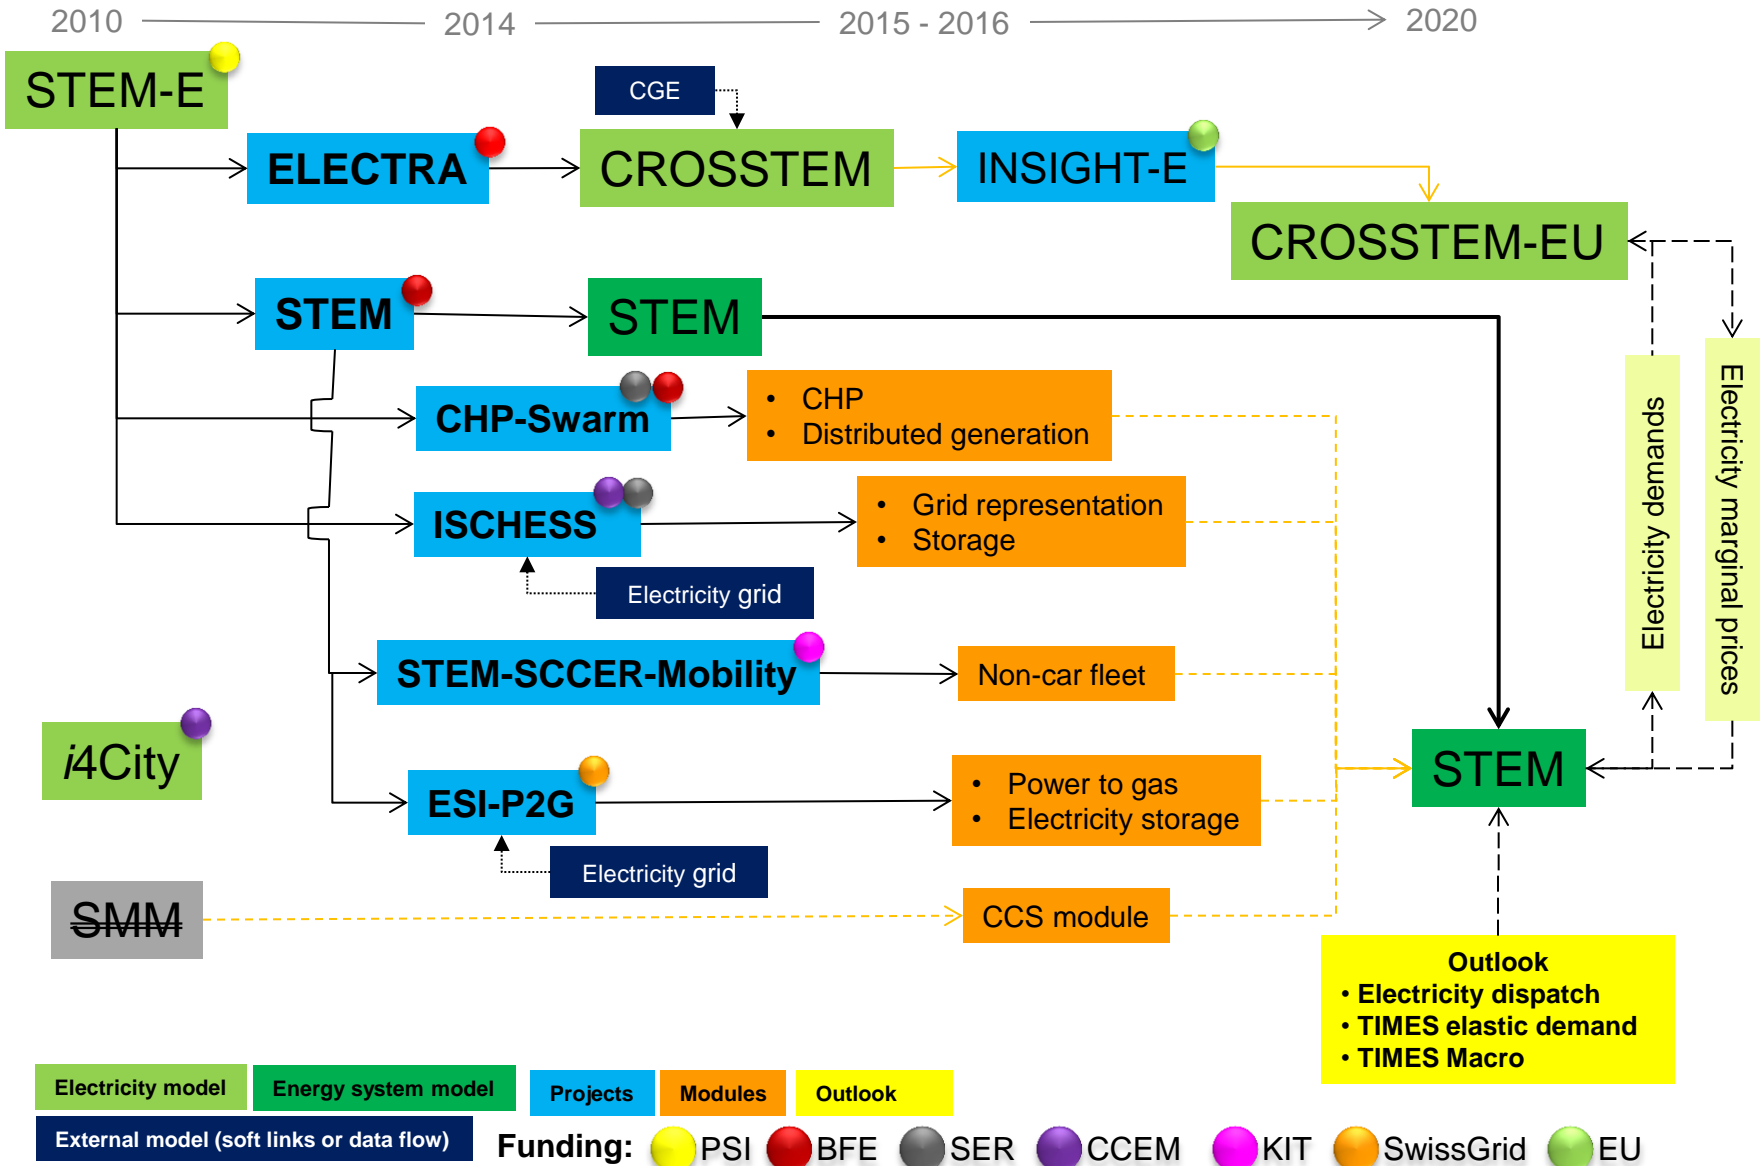 2010
2014
2015 - 2016
2020
STEM-E
CGE
ELECTRA
CROSSTEM
INSIGHT-E
CROSSTEM-EU
STEM
STEM
CHP-Swarm
• CHP
• Distributed generation
Electricity demands
Electricity marginal prices
ISCHESS
• Grid representation
• Storage
Electricity grid
STEM-SCCER-Mobility
Non-car fleet
i4City
ESI-P2G
• Power to gas
• Electricity storage
STEM
Electricity grid
SMM
CCS module
Outlook
• Electricity dispatch
• TIMES elastic demand
• TIMES Macro
Electricity model
Energy system model
Projects
Modules
Outlook
External model (soft links or data flow)
Funding: PSI BFE SER CCEM KIT SwissGrid EU